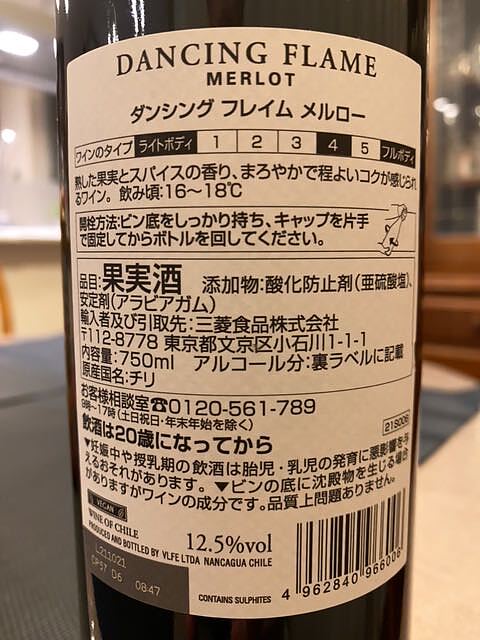 DANCING FLAME
MERLOT
ダンシング フレイム メルロー
ワインのタイプ ライトボディ 1 2 3 4 5 フルボディ
熟した果実とスパイスの香り、まろやかで程よいコクが感じられ
るワイン。 飲み頃:16～18℃
開栓方法:ビン底をしっかり持ち、キャップを片手
で固定してからボトルを回してください。
品目:果実酒 添加物:酸化防止剤(亜硫酸塩)、
安定剤(アラビアガム)
輸入者及び引取先:三菱食品株式会社
〒112-8778 東京都文京区小石川1-1-1
内容量:750ml アルコール分:裏ラベルに記載
原産国名:チリ
お客様相談室☎0120-561-789
9時～17時(土日祝日・年末年始を除く)
21S006
飲酒は20歳になってから
▼妊娠中や授乳期の飲酒は胎児・乳児の発育に悪影響を与
えるおそれがあります。 ▼ビンの底に沈殿物を生じる場合
がありますがワインの成分です。品質上問題ありません。
VEGAN
WINE OF CHILE
PRODUCED AND BOTTLED BY VLFE LTDA NANCAGUA CHILE
12.5%vol
L211021
CP57 D6 08:47
CONTAINS SULPHITES
4 962840 966006